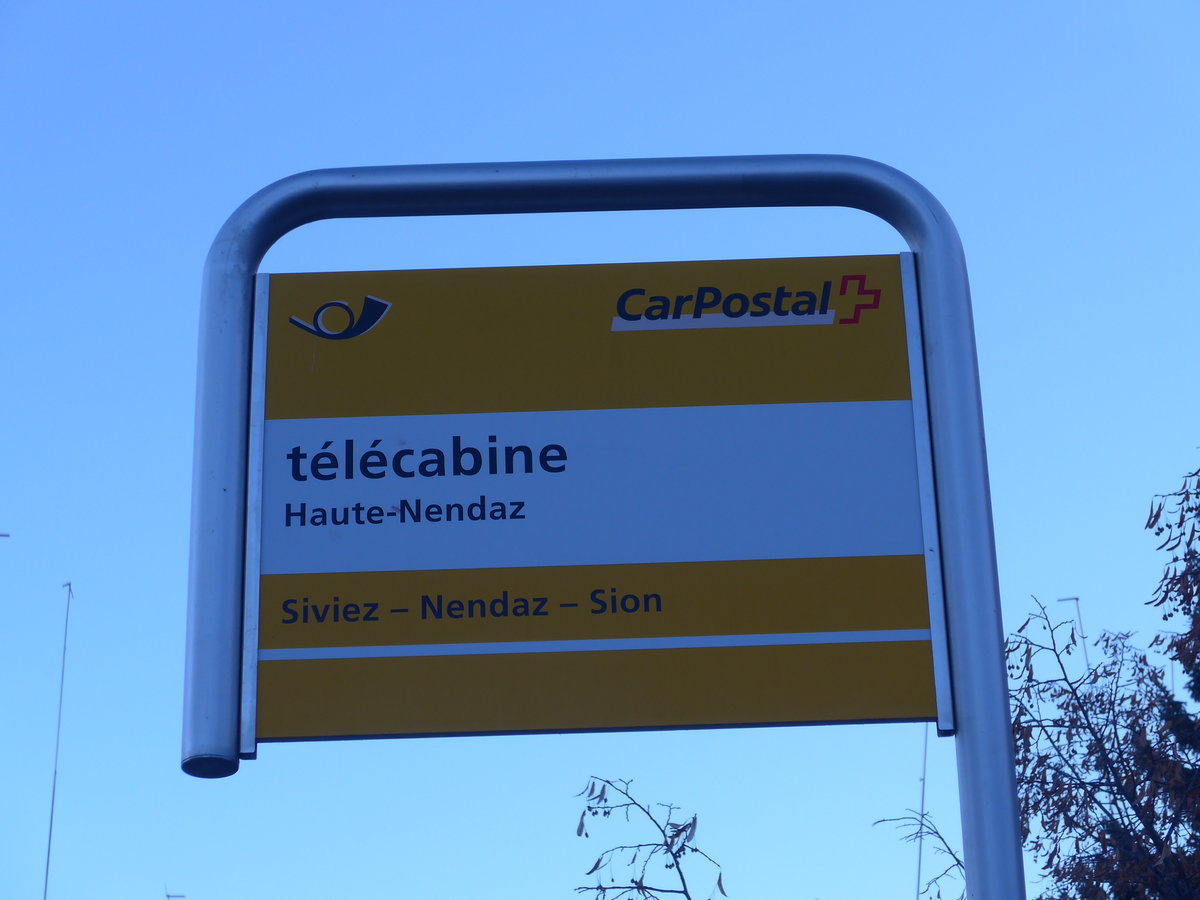 CarPostal
télécabine
Haute-Nendaz
Siviez – Nendaz – Sion